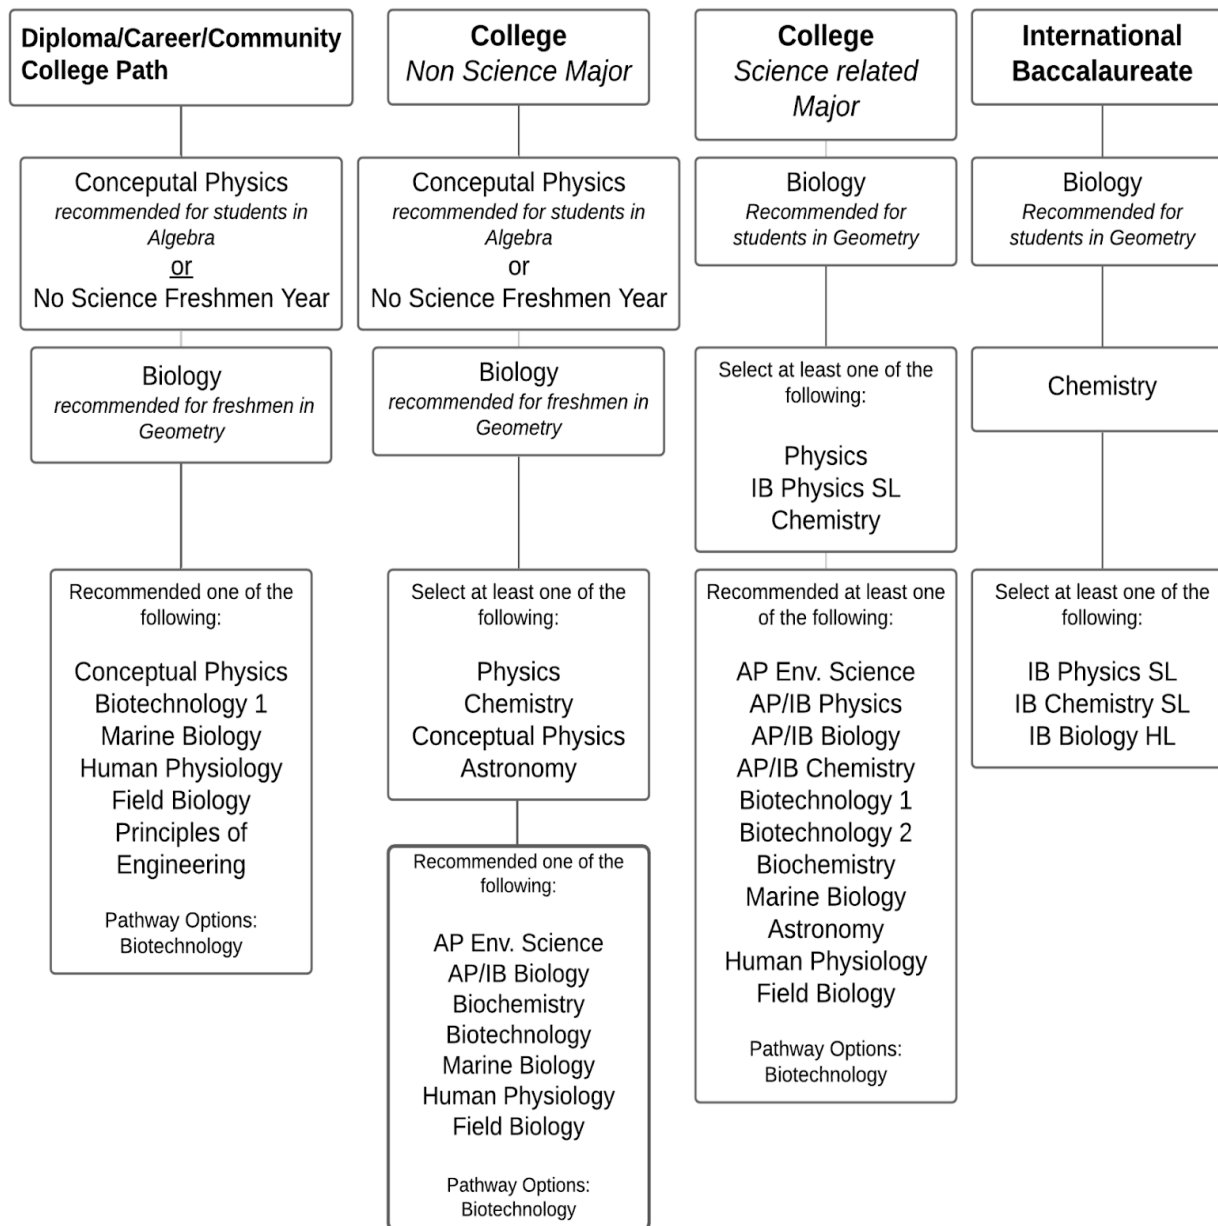 Diploma/Career/Community
College Path
Conceputal Physics
recommended for students in
Algebra
or
No Science Freshmen Year
Biology
recommended for freshmen in
Geometry
Recommended one of the
following:
Conceptual Physics
Biotechnology 1
Marine Biology
Human Physiology
Field Biology
Principles of
Engineering
Pathway Options:
Biotechnology
College
Non Science Major
Conceputal Physics
recommended for students in
Algebra
or
No Science Freshmen Year
Biology
recommended for freshmen in
Geometry
Select at least one of the
following:
Physics
Chemistry
Conceptual Physics
Astronomy
Recommended one of the
following:
AP Env. Science
AP/IB Biology
Biochemistry
Biotechnology
Marine Biology
Human Physiology
Field Biology
Pathway Options:
Biotechnology
College
Science related
Major
Biology
Recommended for
students in Geometry
Select at least one of the
following:
Physics
IB Physics SL
Chemistry
Recommended at least one
of the following:
AP Env. Science
AP/IB Physics
AP/IB Biology
AP/IB Chemistry
Biotechnology 1
Biotechnology 2
Biochemistry
Marine Biology
Astronomy
Human Physiology
Field Biology
Pathway Options:
Biotechnology
International
Baccalaureate
Biology
Recommended for
students in Geometry
Chemistry
Select at least one of the
following:
IB Physics SL
IB Chemistry SL
IB Biology HL